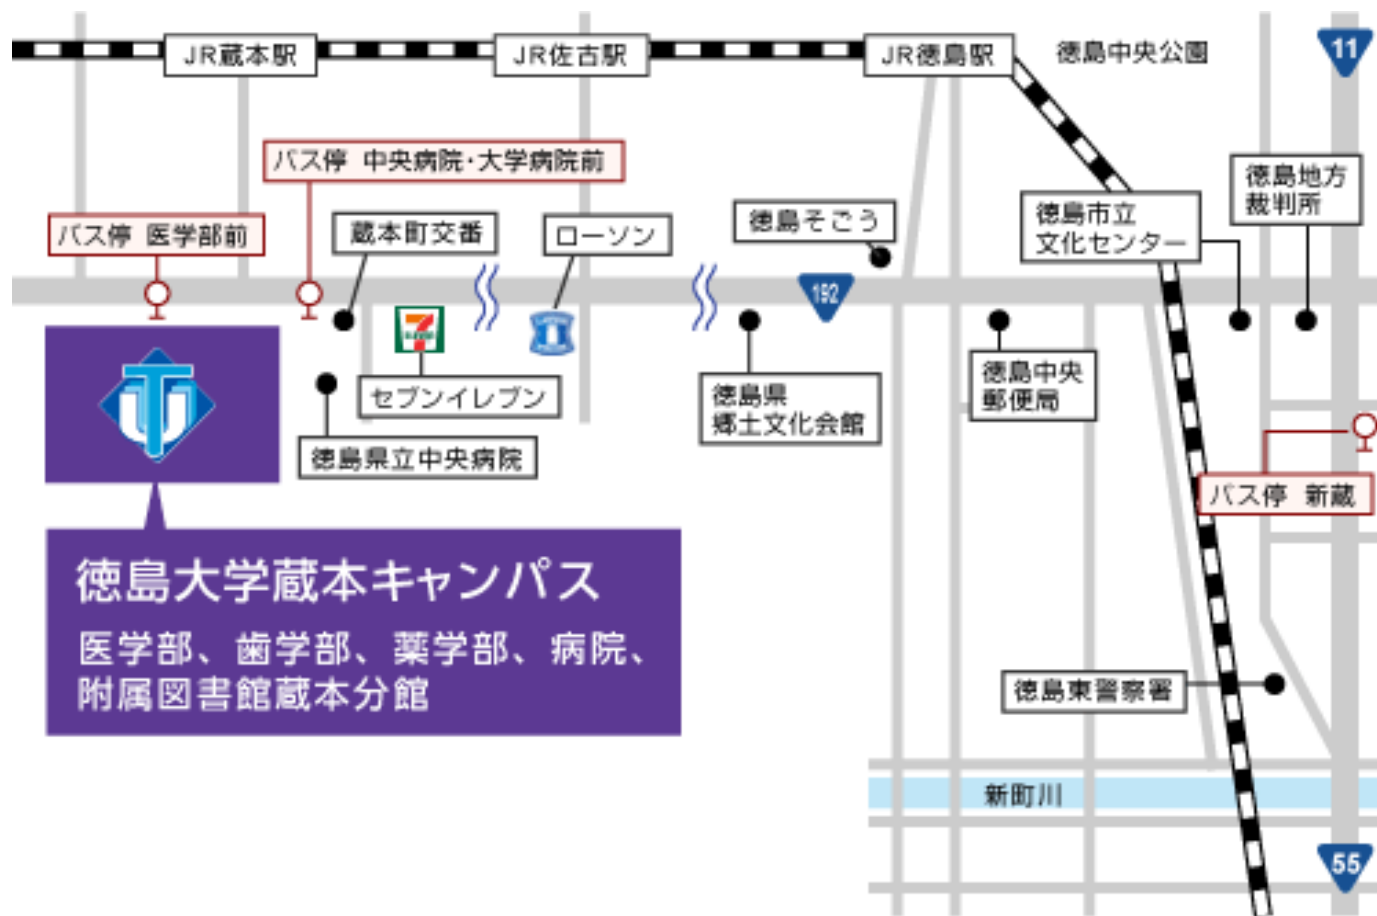 JR蔵本駅
JR佐古駅
JR徳島駅
徳島中央公園
11
バス停 中央病院・大学病院前
徳島地方
裁判所
バス停 医学部前
蔵本町交番
ローソン
徳島そごう
徳島市立
文化センター
192
7
セブンイレブン
徳島県立中央病院
徳島県
郷土文化会館
徳島中央
郵便局
バス停 新蔵
徳島大学蔵本キャンパス
医学部、歯学部、薬学部、病院、
附属図書館蔵本分館
徳島東警察署
新町川
55